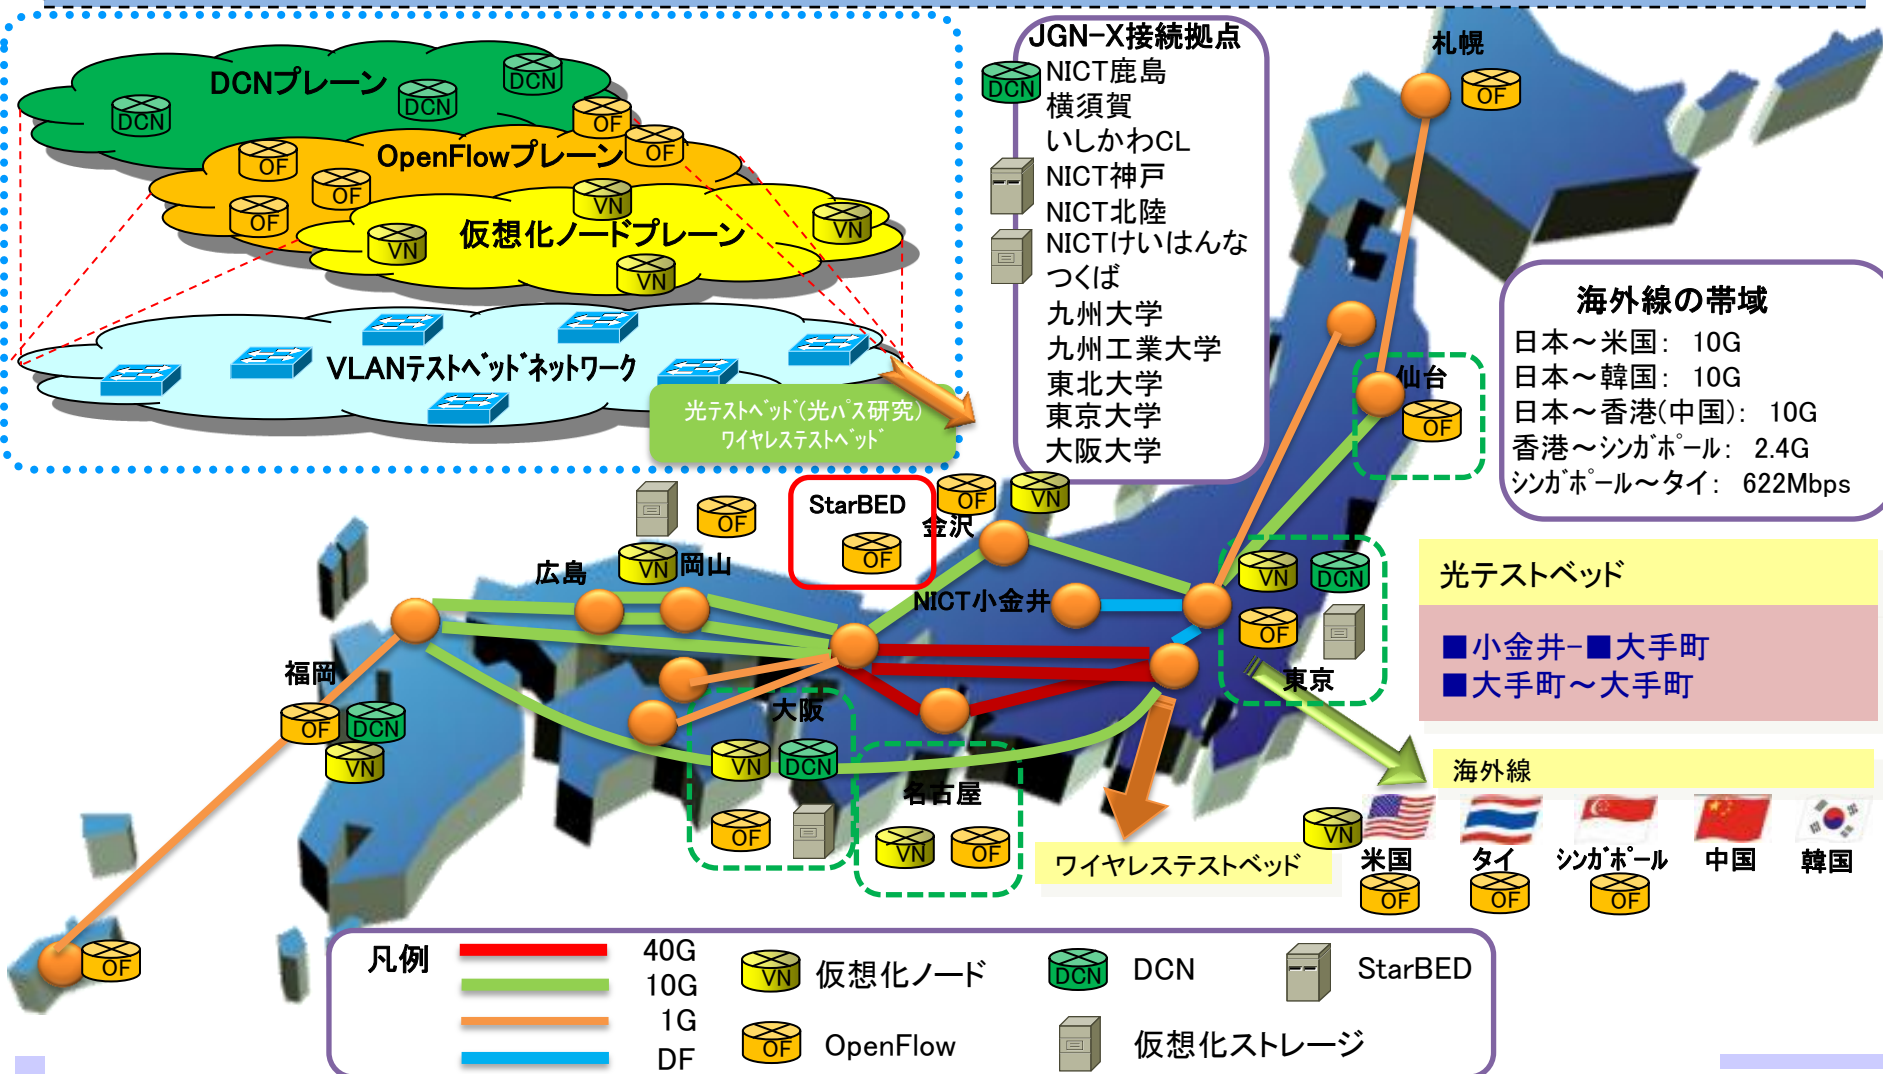 DCNプレーン
DCN
DCN
DCN
OpenFlowプレーン
OF
OF
OF
OF
OF
仮想化ノードプレーン
VN
VN
VN
VN
VLANテストベッドネットワーク
光テストベッド(光パス研究)
ワイヤレステストベッド
JGN-X接続拠点
DCN
NICT鹿島
横須賀
いしかわCL
NICT神戸
NICT北陸
NICTけいはんな
つくば
九州大学
九州工業大学
東北大学
東京大学
大阪大学
札幌
OF
海外線の帯域
日本～米国: 10G
日本～韓国: 10G
日本～香港(中国): 10G
香港～シンガポール: 2.4G
シンガポール～タイ: 622Mbps
仙台
OF
StarBED
OF
OF
VN
金沢
OF
VN
岡山
広島
NICT小金井
VN
DCN
OF
東京
光テストベッド
■小金井-■大手町
■大手町～大手町
福岡
OF
DCN
VN
大阪
VN
DCN
OF
名古屋
VN
OF
ワイヤレステストベッド
海外線
VN
米国
タイ
シンガポール
中国
韓国
OF
OF
OF
OF
凡例
40G
10G
1G
DF
VN
仮想化ノード
DCN
DCN
StarBED
OF
OpenFlow
仮想化ストレージ